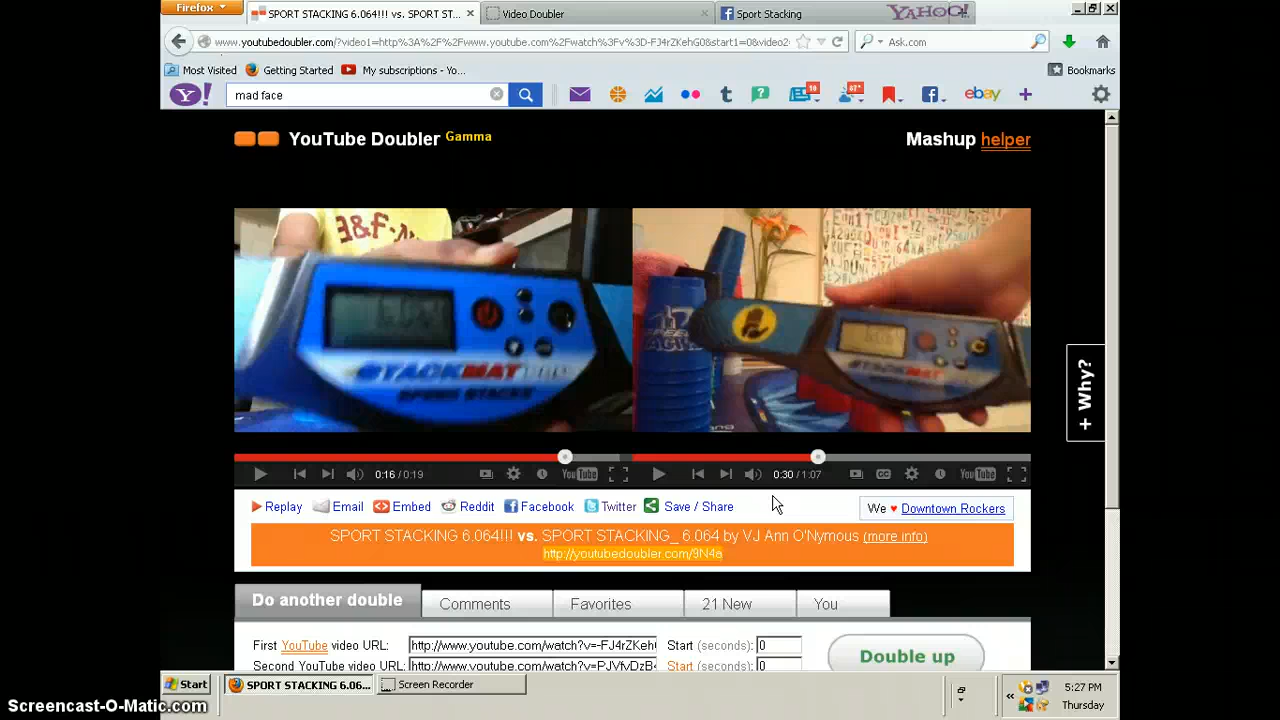 Firefox
SPORT STACKING 6.064!!! vs. SPORT ST...
Video Doubler
Sport Stacking
YAHOO!
www.youtubedoubler.com/?video1=http%3A%2F%2Fwww.youtube.com%2Fwatch%3Fv%3D-FJ4rZKehG0&start1=0&video2
Ask.com
Most Visited
Getting Started
My subscriptions - Yo...
Bookmarks
Y!
mad face
ebay
YouTube Doubler Gamma
Mashup helper
E&F
STACKMAT
SPEED STACKS
STACKMAT
+ Why?
0:16 / 0:19
YouTube
0:30 / 1:07
CC
YouTube
Replay
Email
Embed
Reddit
Facebook
Twitter
Save / Share
We ♥ Downtown Rockers
SPORT STACKING 6.064!!! vs. SPORT STACKING_ 6.064 by VJ Ann O'Nymous (more info)
http://youtubedoubler.com/9N4a
Do another double
Comments
Favorites
21 New
You
First YouTube video URL:
http://www.youtube.com/watch?v=-FJ4rZKeh
Start (seconds):
0
Double up
Second YouTube video URL:
http://www.youtube.com/watch?v=PJVfvDzB
Start (seconds):
0
Start
SPORT STACKING 6.06...
Screen Recorder
5:27 PM
Thursday
Screencast-O-Matic.com